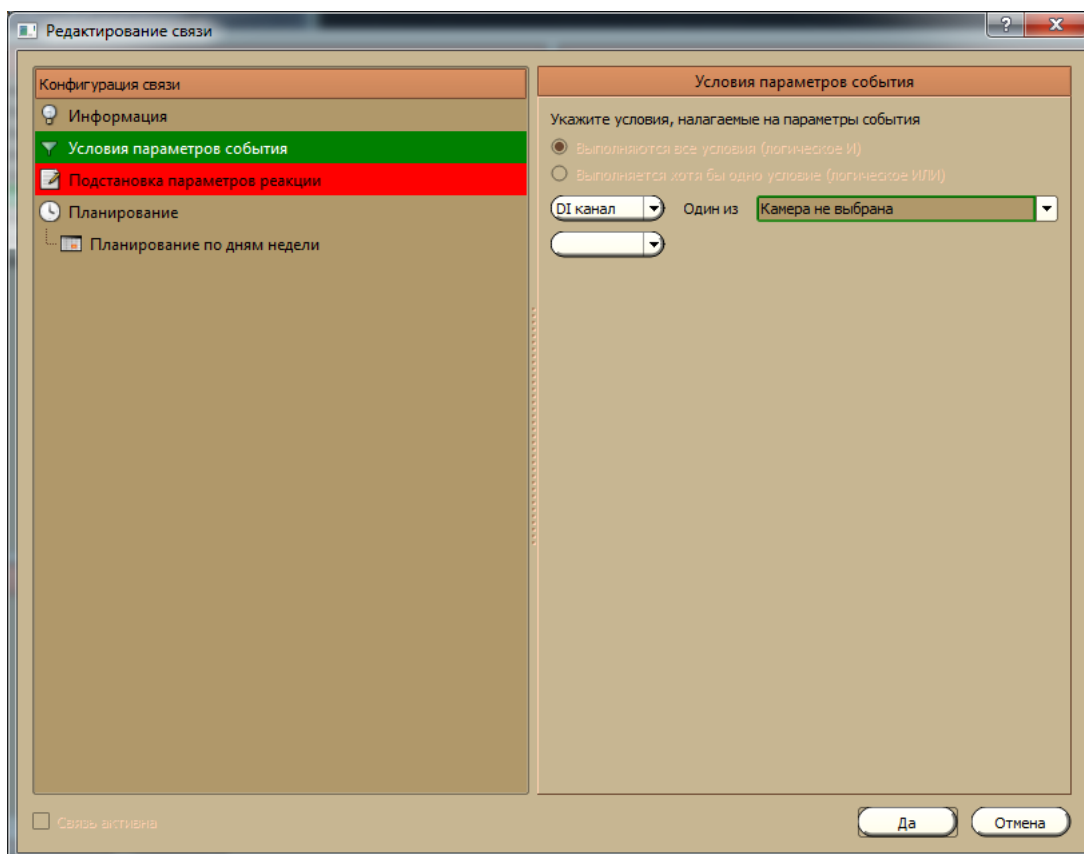 Редактирование связи
?
Конфигурация связи
Информация
Условия параметров события
Подстановка параметров реакции
Планирование
Планирование по дням недели
Условия параметров события
Укажите условия, налагаемые на параметры события
Выполняются все условия (логическое И)
Выполняется хотя бы одно условие (логическое ИЛИ)
DI канал Один из Камера не выбрана
Связь активна
Да Отмена